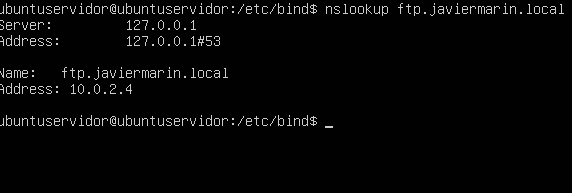 ubuntuservidor@ubuntuservidor:/etc/bind$ nslookup ftp.javiermarin.local
Server:         127.0.0.1
Address:        127.0.0.1#53

Name:   ftp.javiermarin.local
Address: 10.0.2.4

ubuntuservidor@ubuntuservidor:/etc/bind$ _